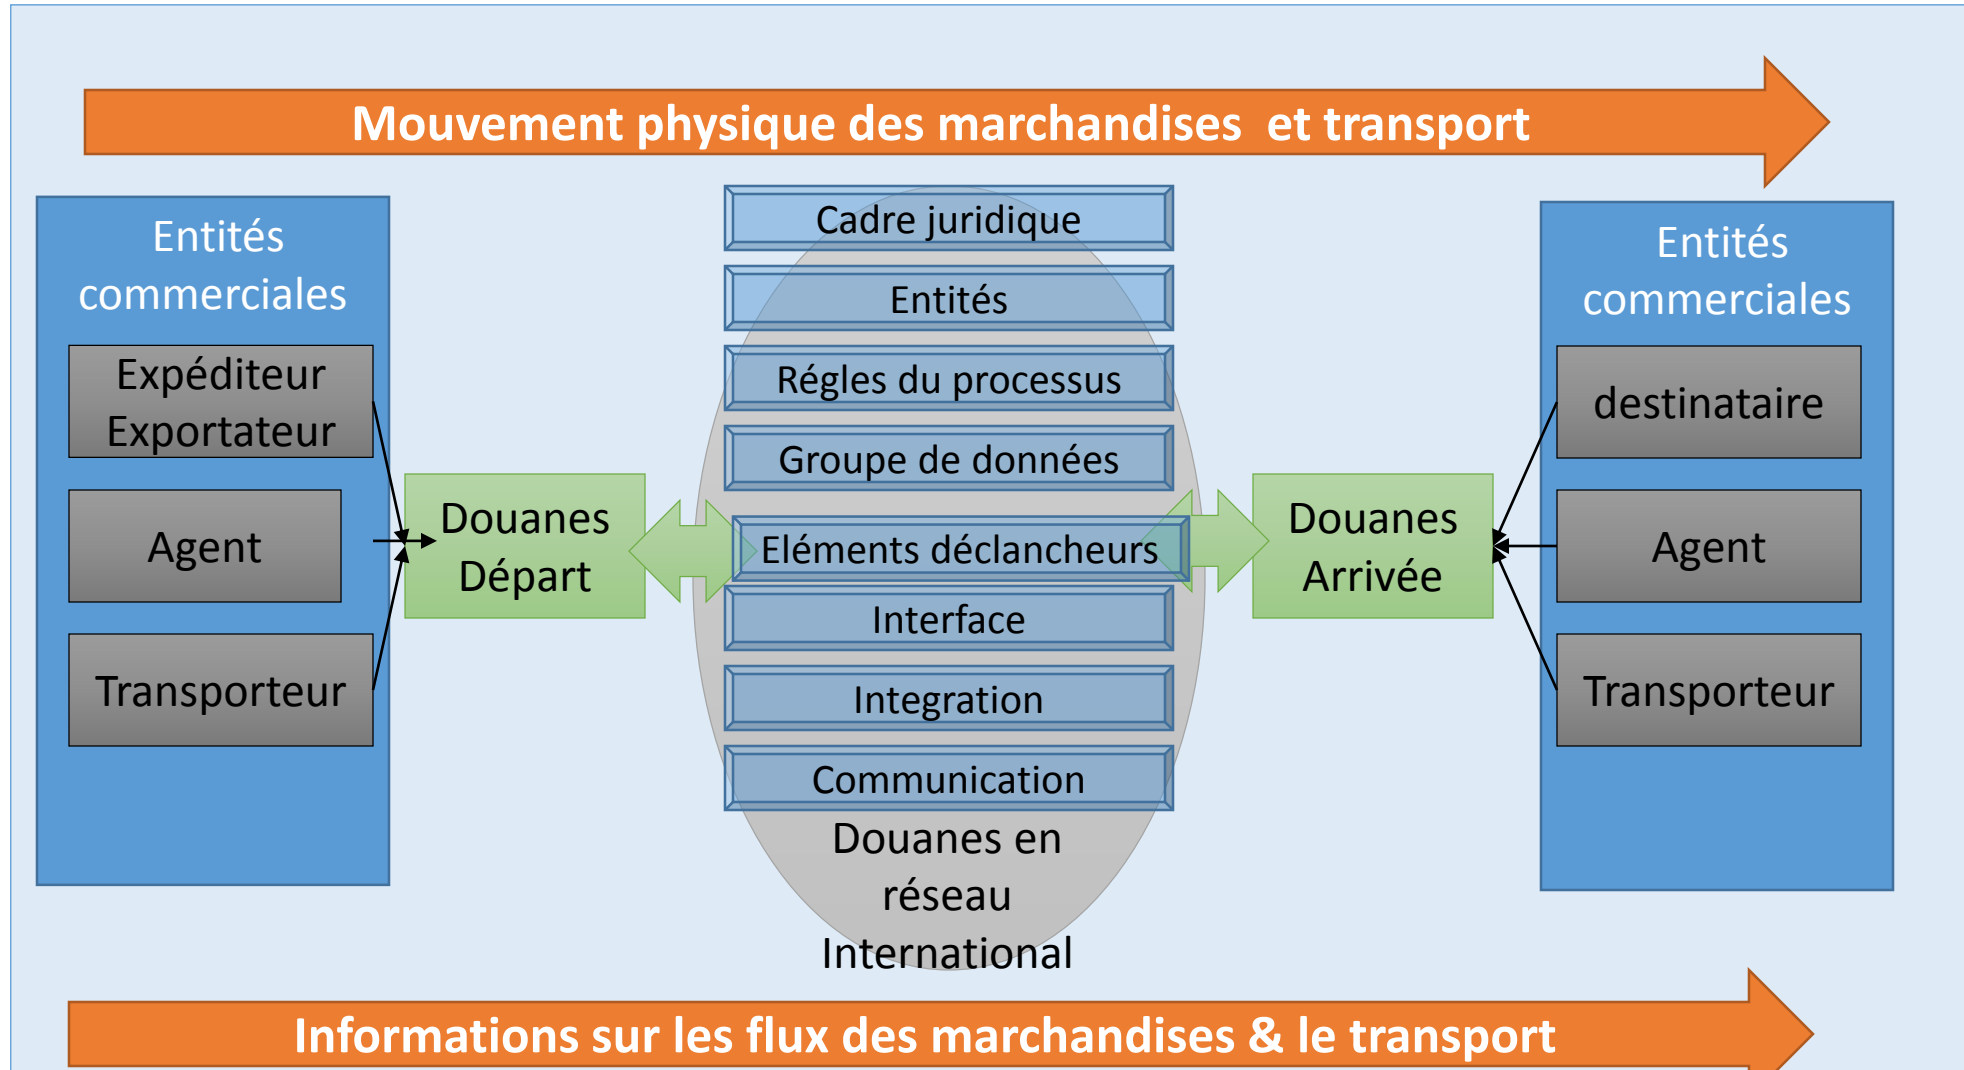 Mouvement physique des marchandises et transport
Entités
commerciales
Expéditeur
Exportateur
Agent
Transporteur
Douanes
Départ
Cadre juridique
Entités
Régles du processus
Groupe de données
Eléments déclancheurs
Interface
Integration
Communication
Douanes en
réseau
International
Douanes
Arrivée
Entités
commerciales
destinataire
Agent
Transporteur
Informations sur les flux des marchandises & le transport